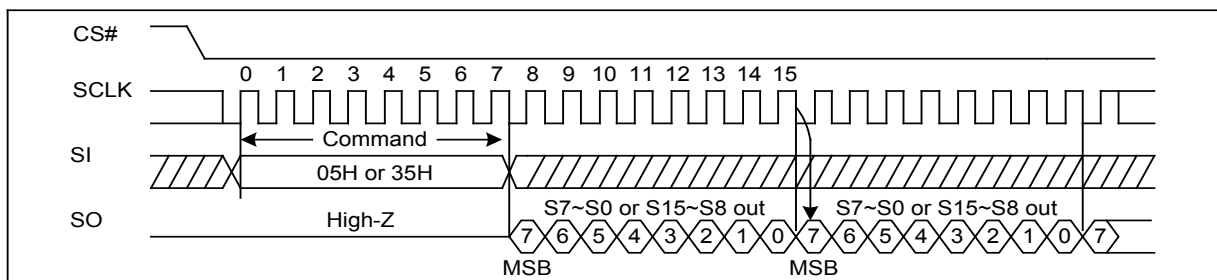 CS#
0 1 2 3 4 5 6 7 8 9 10 11 12 13 14 15
SCLK
Command
SI
05H or 35H
S7~S0 or S15~S8 out S7~S0 or S15~S8 out
SO
High-Z
7 6 5 4 3 2 1 0 7 6 5 4 3 2 1 0 7
MSB MSB